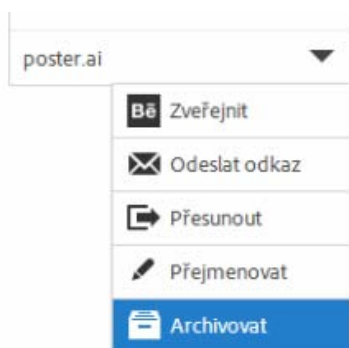 poster.ai
Bē Zveřejnit
Odeslat odkaz
Přesunout
Přejmenovat
Archivovat